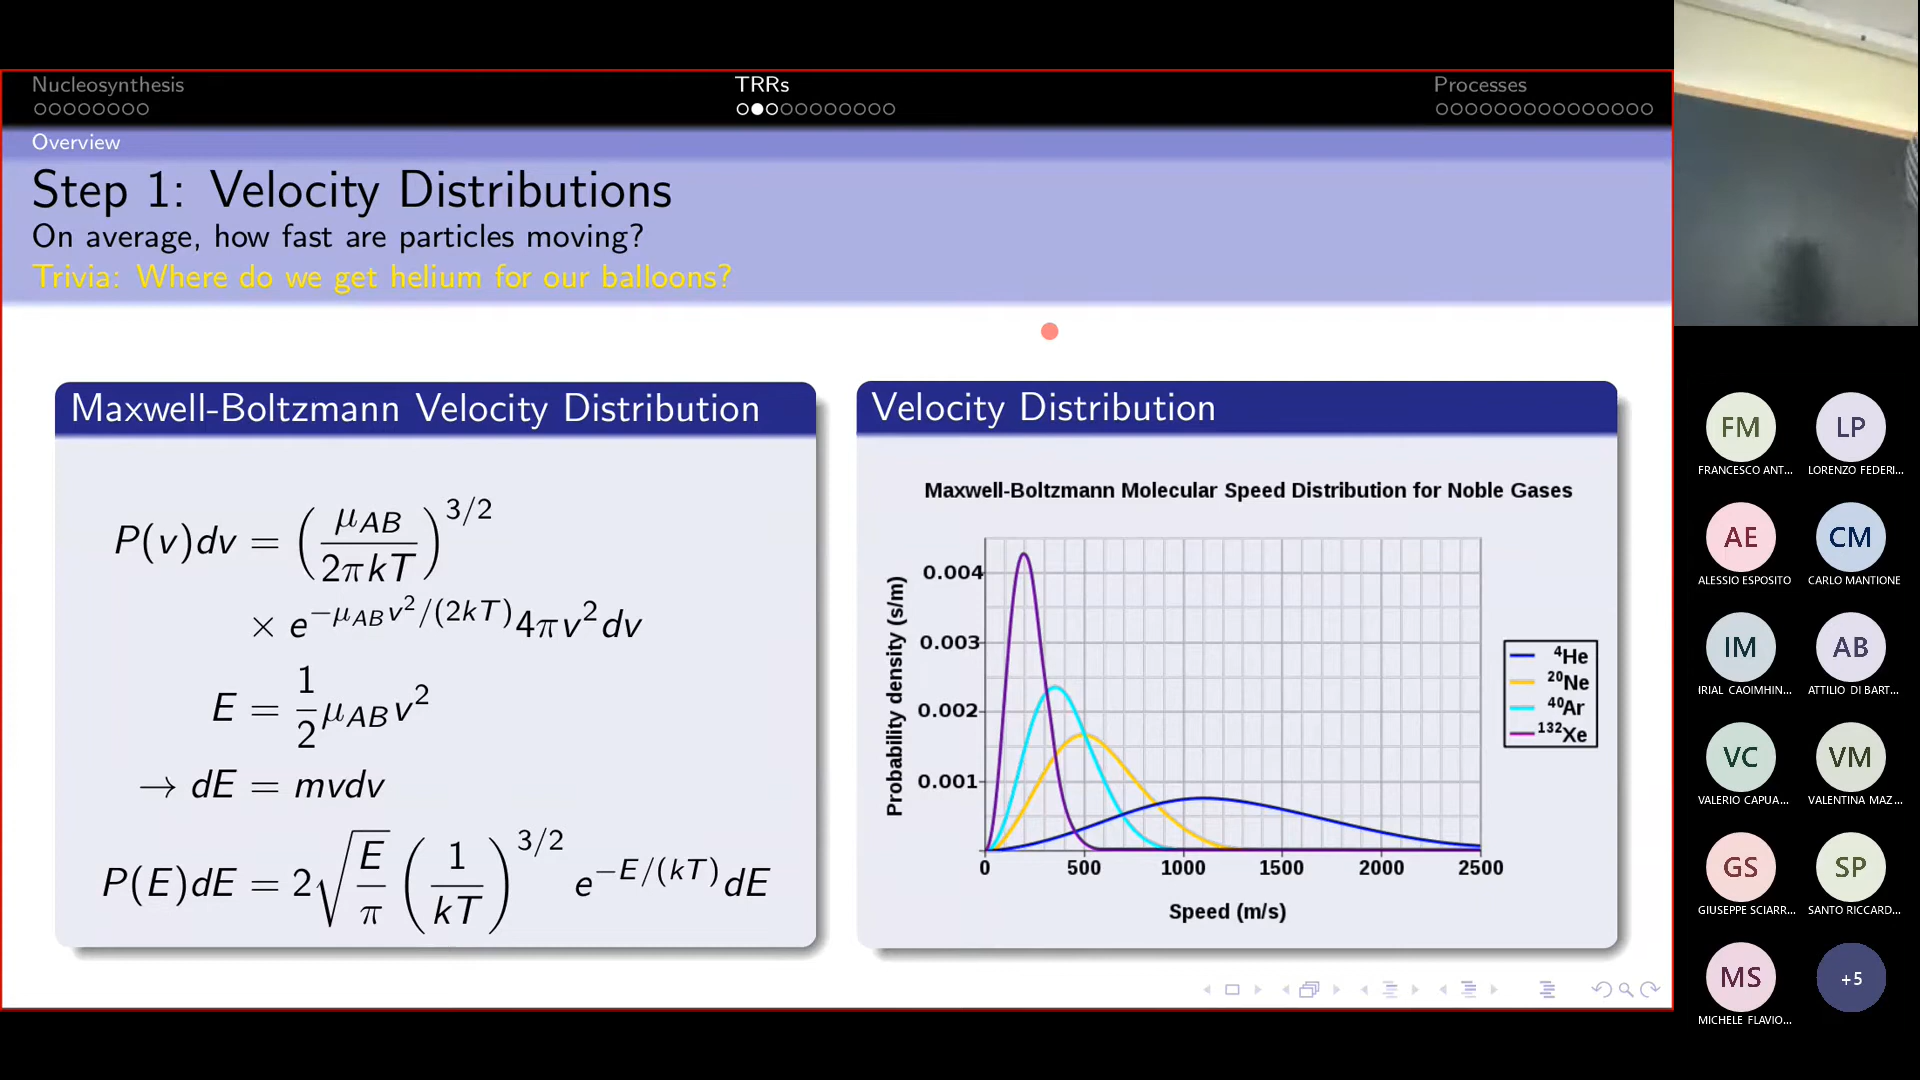 Nucleosynthesis
TRRs
Processes
Overview
Step 1: Velocity Distributions
On average, how fast are particles moving?
Trivia: Where do we get helium for our balloons?
Maxwell-Boltzmann Velocity Distribution
P(v)dv = (μ_AB / 2πkT)^{3/2}
× e^{−μ_AB v²/(2kT)} 4πv²dv
E = 1/2 μ_AB v²
→ dE = mvdv
P(E)dE = 2√(E/π) (1/kT)^{3/2} e^{−E/(kT)} dE
Velocity Distribution
Maxwell-Boltzmann Molecular Speed Distribution for Noble Gases
Probability density (s/m)
0.004
0.003
0.002
0.001
0 500 1000 1500 2000 2500
Speed (m/s)
⁴He
²⁰Ne
⁴⁰Ar
¹³²Xe
FM LP
FRANCESCO ANT... LORENZO FEDERI...
AE CM
ALESSIO ESPOSITO CARLO MANTIONE
IM AB
IRIAL CAOIMHIN... ATTILIO DI BART...
VC VM
VALERIO CAPUA... VALENTINA MAZ...
GS SP
GIUSEPPE SCIARR... SANTO RICCARD...
MS +5
MICHELE FLAVIO...